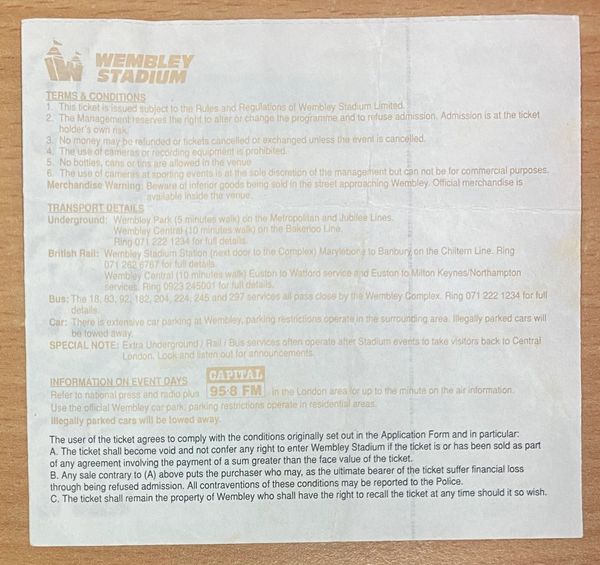 WEMBLEY
STADIUM
TERMS & CONDITIONS
1. This ticket is issued subject to the Rules and Regulations of Wembley Stadium Limited.
2. The Management reserves the right to alter or change the programme and to refuse admission. Admission is at the ticket
holder's own risk.
3. No money may be refunded or tickets cancelled or exchanged unless the event is cancelled.
4. The use of cameras or recording equipment is prohibited.
5. No bottles, cans or tins are allowed in the venue
6. The use of cameras at sporting events is at the sole discretion of the management but can not be for commercial purposes.
Merchandise Warning: Beware of inferior goods being sold in the street approaching Wembley. Official merchandise is
available inside the venue.
TRANSPORT DETAILS
Underground: Wembley Park (5 minutes walk) on the Metropolitan and Jubilee Lines.
Wembley Central (10 minutes walk) on the Bakerloo Line.
Ring 071 222 1234 for full details.
British Rail: Wembley Stadium Station (next door to the Complex) Marylebone to Banbury on the Chiltern Line. Ring
071 262 6767 for full details.
Wembley Central (10 minutes walk) Euston to Watford service and Euston to Milton Keynes/Northampton
services. Ring 0923 245001 for full details.
Bus: The 18, 83, 92, 182, 204, 224, 245 and 297 services all pass close by the Wembley Complex. Ring 071 222 1234 for full
details.
Car: There is extensive car parking at Wembley, parking restrictions operate in the surrounding area. Illegally parked cars will
be towed away.
SPECIAL NOTE: Extra Underground / Rail / Bus services often operate after Stadium events to take visitors back to Central
London. Look and listen out for announcements.
INFORMATION ON EVENT DAYS
CAPITAL
Refer to national press and radio plus 95·8 FM, in the London area for up to the minute on the air information.
Use the official Wembley car park; parking restrictions operate in residential areas.
Illegally parked cars will be towed away.
The user of the ticket agrees to comply with the conditions originally set out in the Application Form and in particular:
A. The ticket shall become void and not confer any right to enter Wembley Stadium if the ticket is or has been sold as part
of any agreement involving the payment of a sum greater than the face value of the ticket.
B. Any sale contrary to (A) above puts the purchaser who may, as the ultimate bearer of the ticket suffer financial loss
through being refused admission. All contraventions of these conditions may be reported to the Police.
C. The ticket shall remain the property of Wembley who shall have the right to recall the ticket at any time should it so wish.